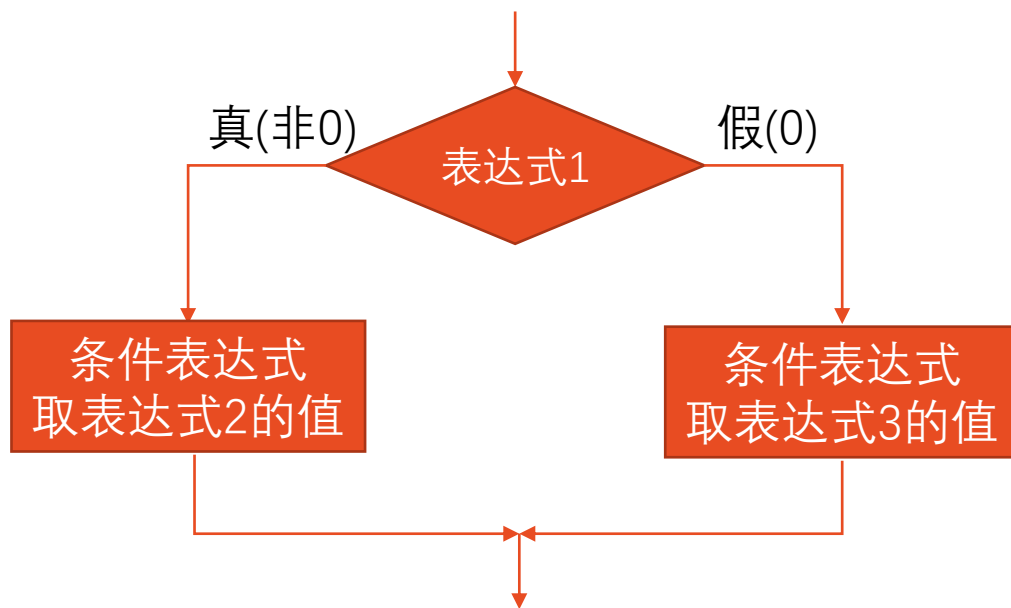 真(非0)
假(0)
表达式1
条件表达式
取表达式2的值
条件表达式
取表达式3的值